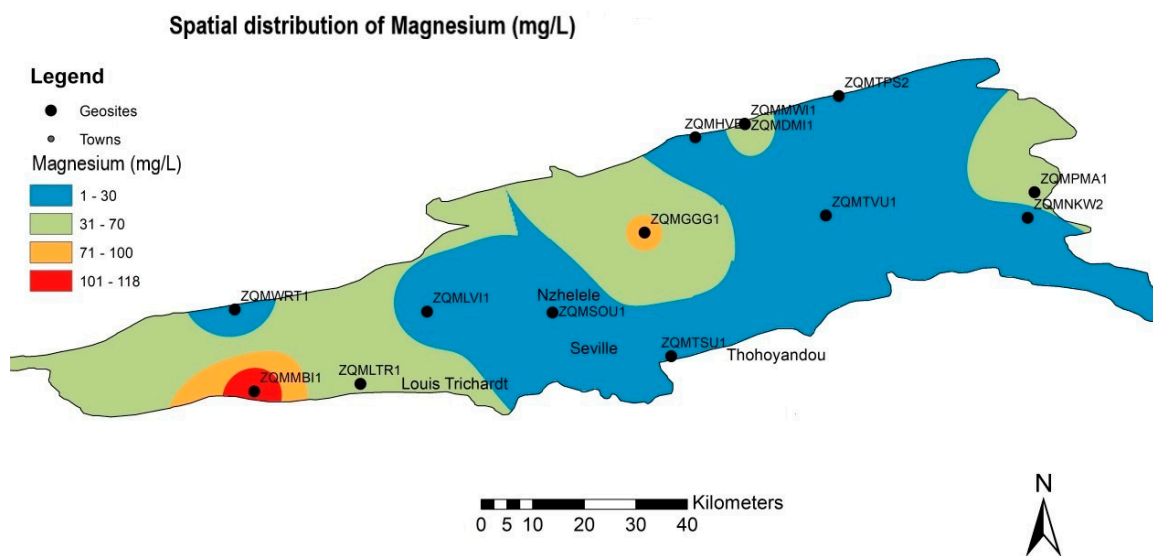 Spatial distribution of Magnesium (mg/L)
Legend
Geosites
Towns
Magnesium (mg/L)
1 - 30
31 - 70
71 - 100
101 - 118
ZQMTPS2
ZQMMWI1
ZQMDMI1
ZQMPMA1
ZQMNKW2
ZQMTVU1
ZQMGGG1
ZQMWRT1
ZQMLVI1
Nzhelele
ZQMSOU1
Seville
ZQMTSU1
Thohoyandou
ZQMMBI1
ZQMLTR1
Louis Trichardt
N
Kilometers
0 5 10 20 30 40